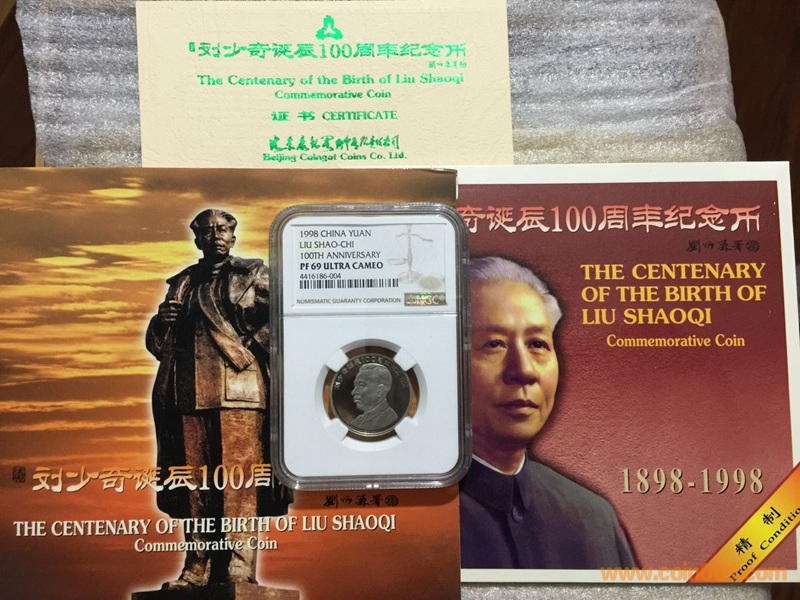 刘少奇诞辰100周年纪念币
The Centenary of the Birth of Liu Shaoqi
Commemorative Coin
证书 CERTIFICATE
Beijing Coingat Coins Co. Ltd.
1998 CHINA YUAN
LIU SHAO-CHI
100TH ANNIVERSARY
PF 69 ULTRA CAMEO
4416186-004
NUMISMATIC GUARANTY CORPORATION
NGC
奇诞辰100周年纪念币
THE CENTENARY
OF THE BIRTH OF
LIU SHAOQI
Commemorative Coin
1898-1998
精制
Proof Condition
刘少奇诞辰100周
THE CENTENARY OF THE BIRTH OF LIU SHAOQI
Commemorative Coin